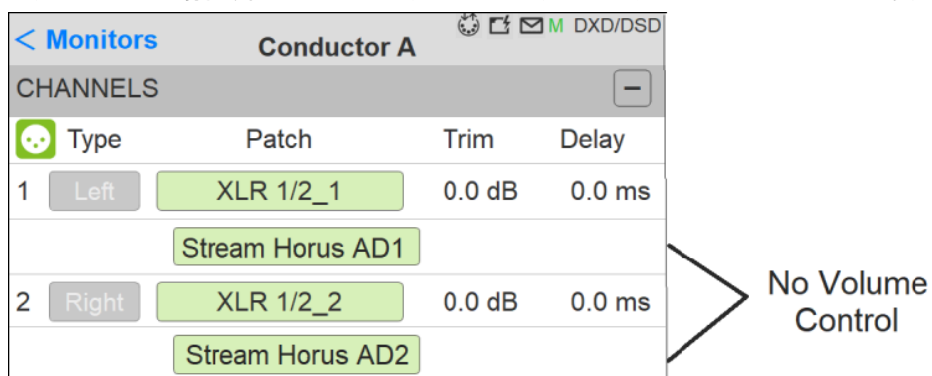 < Monitors Conductor A M DXD/DSD
CHANNELS −
Type Patch Trim Delay
1 Left XLR 1/2_1 0.0 dB 0.0 ms
Stream Horus AD1
2 Right XLR 1/2_2 0.0 dB 0.0 ms
Stream Horus AD2
No Volume
Control